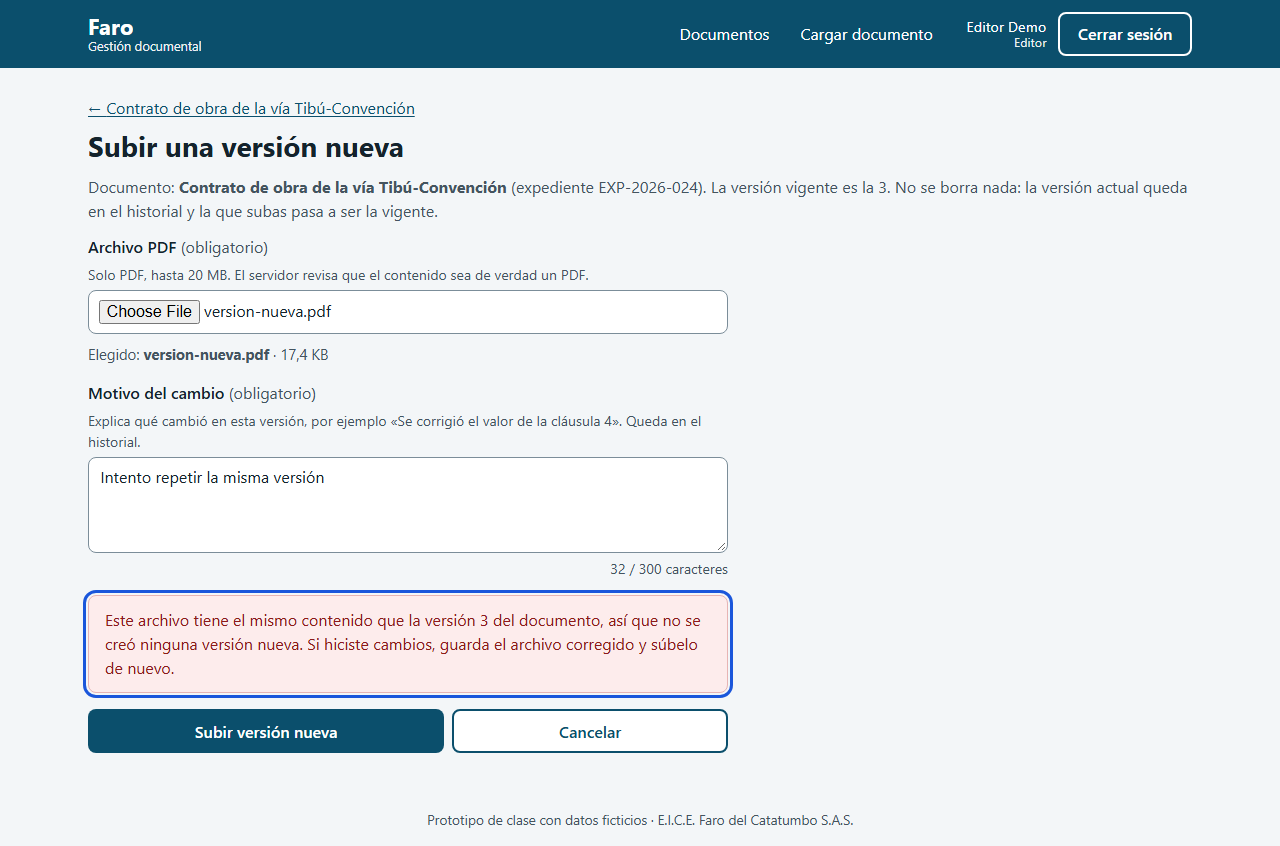 Faro
Gestión documental
Documentos
Cargar documento
Editor Demo
Editor
Cerrar sesión
← Contrato de obra de la vía Tibú-Convención
Subir una versión nueva
Documento: Contrato de obra de la vía Tibú-Convención (expediente EXP-2026-024). La versión vigente es la 3. No se borra nada: la versión actual queda
en el historial y la que subas pasa a ser la vigente.
Archivo PDF (obligatorio)
Solo PDF, hasta 20 MB. El servidor revisa que el contenido sea de verdad un PDF.
Choose File version-nueva.pdf
Elegido: version-nueva.pdf · 17,4 KB
Motivo del cambio (obligatorio)
Explica qué cambió en esta versión, por ejemplo «Se corrigió el valor de la cláusula 4». Queda en el
historial.
Intento repetir la misma versión
32 / 300 caracteres
Este archivo tiene el mismo contenido que la versión 3 del documento, así que no se
creó ninguna versión nueva. Si hiciste cambios, guarda el archivo corregido y súbelo
de nuevo.
Subir versión nueva
Cancelar
Prototipo de clase con datos ficticios · E.I.C.E. Faro del Catatumbo S.A.S.